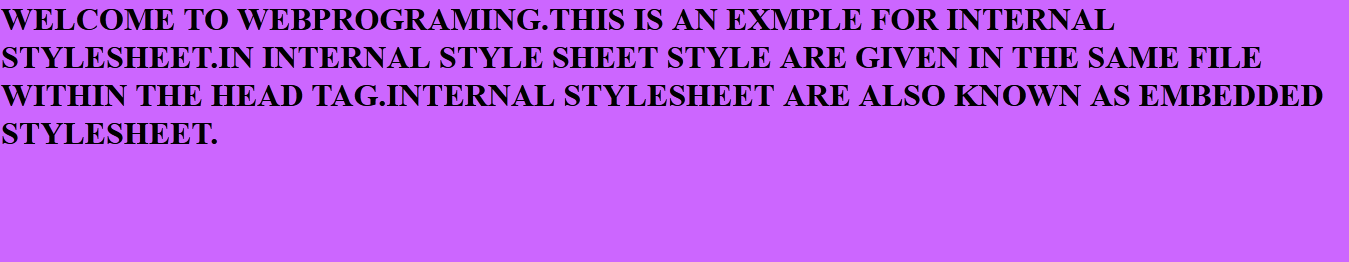 WELCOME TO WEBPROGRAMING.THIS IS AN EXMPLE FOR INTERNAL
STYLESHEET.IN INTERNAL STYLE SHEET STYLE ARE GIVEN IN THE SAME FILE
WITHIN THE HEAD TAG.INTERNAL STYLESHEET ARE ALSO KNOWN AS EMBEDDED
STYLESHEET.